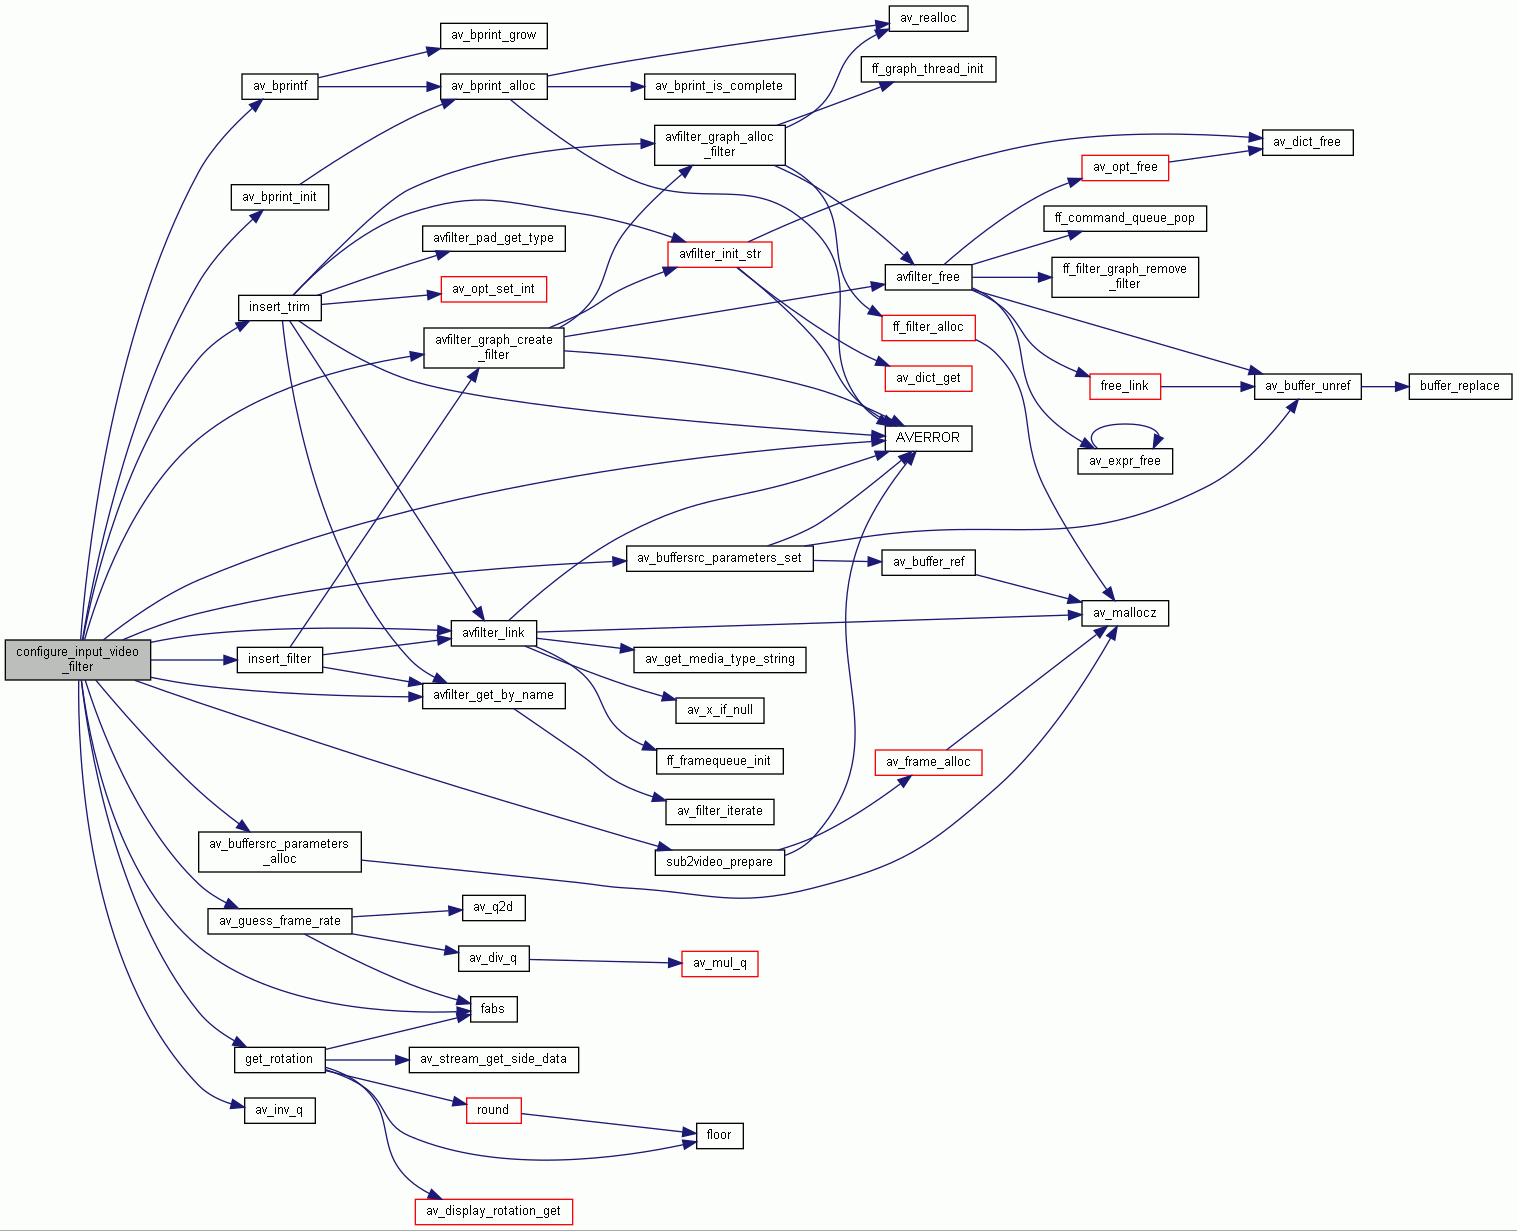 av_realloc
av_bprint_grow
ff_graph_thread_init
av_bprintf
av_bprint_alloc
av_bprint_is_complete
avfilter_graph_alloc
_filter
av_dict_free
av_opt_free
av_bprint_init
ff_command_queue_pop
avfilter_pad_get_type
avfilter_init_str
ff_filter_graph_remove
_filter
avfilter_free
av_opt_set_int
insert_trim
ff_filter_alloc
avfilter_graph_create
_filter
av_dict_get
free_link
av_buffer_unref
buffer_replace
AVERROR
av_expr_free
av_buffersrc_parameters_set
av_buffer_ref
av_mallocz
avfilter_link
configure_input_video
_filter
insert_filter
av_get_media_type_string
avfilter_get_by_name
av_x_if_null
ff_framequeue_init
av_frame_alloc
av_filter_iterate
av_buffersrc_parameters
_alloc
sub2video_prepare
av_q2d
av_guess_frame_rate
av_div_q
av_mul_q
fabs
get_rotation
av_stream_get_side_data
av_inv_q
round
floor
av_display_rotation_get